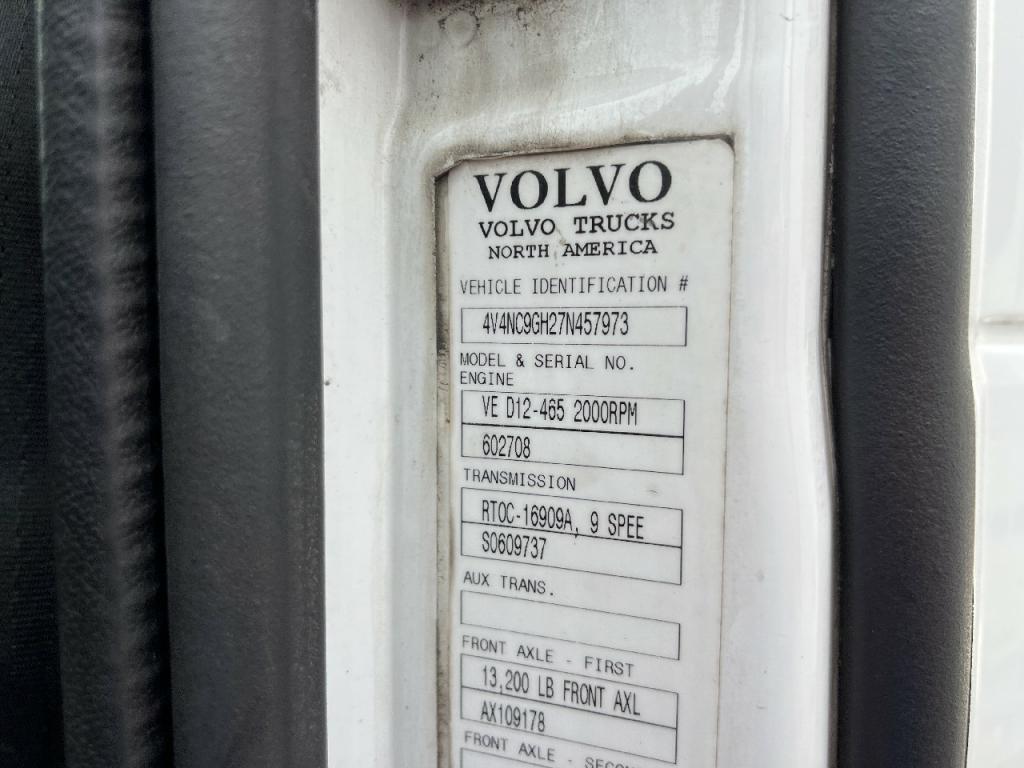 VOLVO
VOLVO TRUCKS
NORTH AMERICA
VEHICLE IDENTIFICATION #
4V4NC9GH27N457973
MODEL & SERIAL NO.
ENGINE
VE D12-465 2000RPM
602708
TRANSMISSION
RTOC-16909A, 9 SPEE
S0609737
AUX TRANS.
FRONT AXLE - FIRST
13,200 LB FRONT AXL
AX109178
FRONT AXLE -